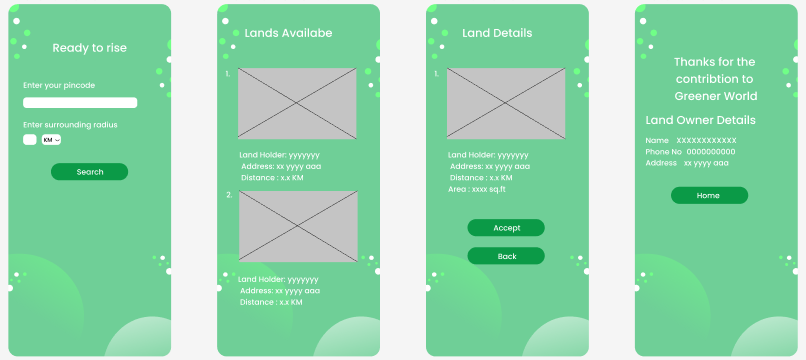 Ready to rise
Enter your pincode
Enter surrounding radius
KM
Search
Lands Availabe
1.
Land Holder: yyyyyyy
Address: xx yyyy aaa
Distance : x.x KM
2.
Land Holder: yyyyyyy
Address: xx yyyy aaa
Distance : x.x KM
Land Details
1.
Land Holder: yyyyyyy
Address: xx yyyy aaa
Distance : x.x KM
Area : xxxx sq.ft
Accept
Back
Thanks for the
contribtion to
Greener World
Land Owner Details
Name XXXXXXXXXXXX
Phone No 0000000000
Address xx yyyy aaa
Home